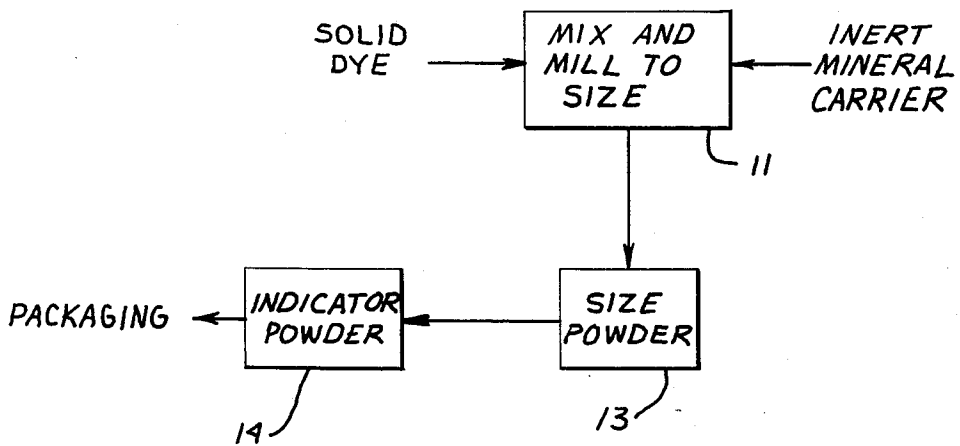 SOLID
DYE
MIX AND
MILL TO
SIZE
INERT
MINERAL
CARRIER
11
PACKAGING
INDICATOR
POWDER
SIZE
POWDER
14
13